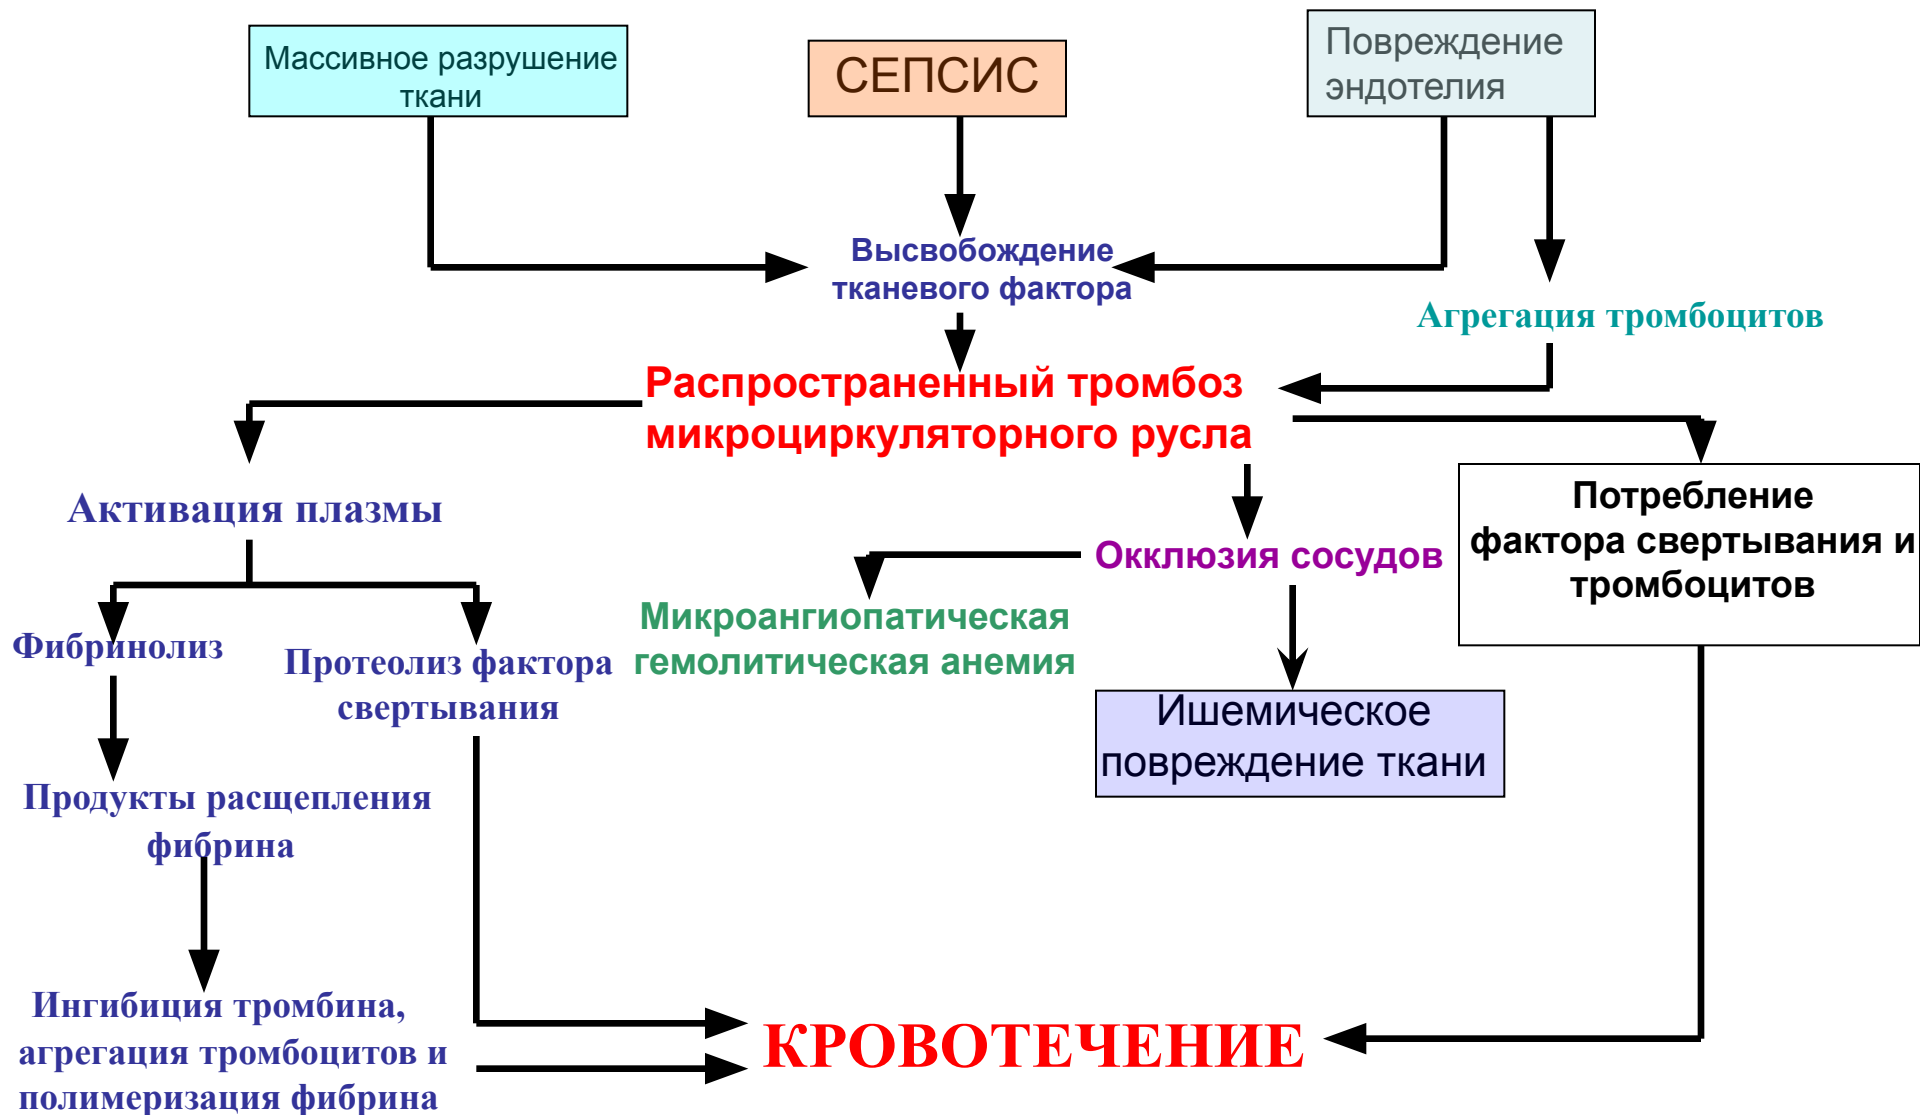 Массивное разрушение
ткани
СЕПСИС
Повреждение
эндотелия
Высвобождение
тканевого фактора
Агрегация тромбоцитов
Распространенный тромбоз
микроциркуляторного русла
Активация плазмы
Окклюзия сосудов
Потребление
фактора свертывания и
тромбоцитов
Микроангиопатическая
гемолитическая анемия
Фибринолиз
Протеолиз фактора
свертывания
Ишемическое
повреждение ткани
Продукты расщепления
фибрина
Ингибиция тромбина,
агрегация тромбоцитов и
полимеризация фибрина
КРОВОТЕЧЕНИЕ